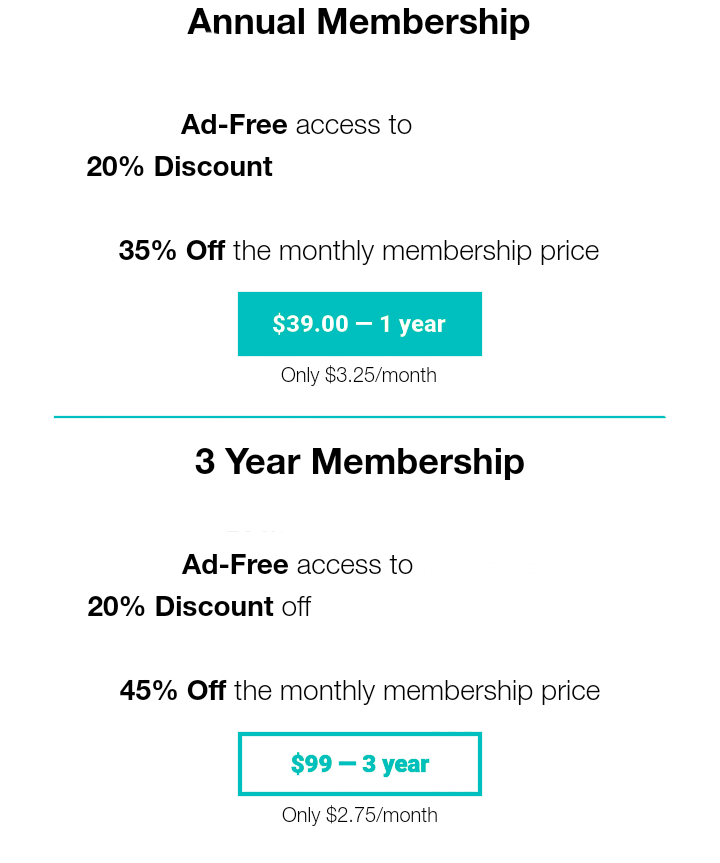 Annual Membership
Ad-Free access to
20% Discount
35% Off the monthly membership price
$39.00 — 1 year
Only $3.25/month
3 Year Membership
Ad-Free access to
20% Discount off
45% Off the monthly membership price
$99 — 3 year
Only $2.75/month